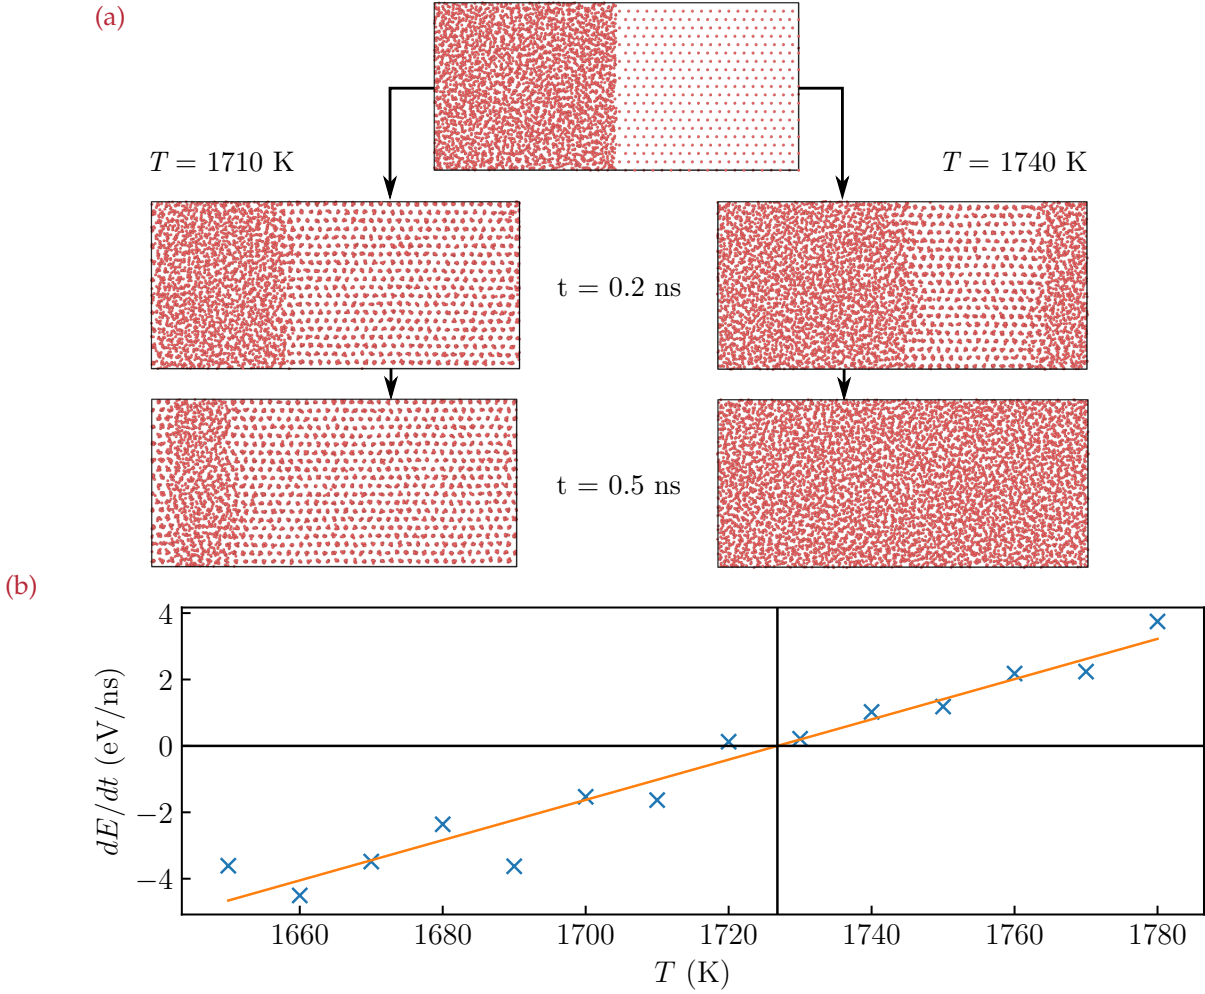 (a)
T = 1710 K
T = 1740 K
t = 0.2 ns
t = 0.5 ns
(b)
dE/dt (eV/ns)
4
2
0
−2
−4
1660 1680 1700 1720 1740 1760 1780
T (K)